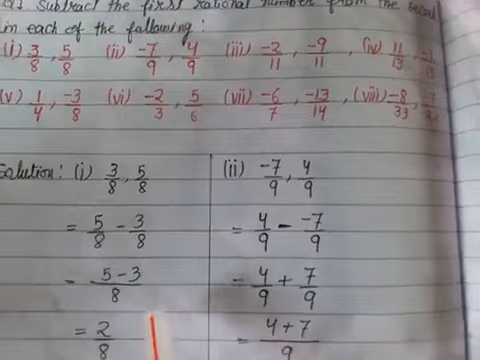 Subtract the first rational number from the second
in each of the following :
(i) 3/8, 5/8 (ii) -7/9, 4/9 (iii) -2/11, -9/11, (iv) 11/13,
(v) 1/4, -3/8 (vi) -2/3, 5/6 (vii) -6/7, -13/14, (viii) -8/33,
Solution : (i) 3/8, 5/8
= 5/8 - 3/8
= 5-3/8
= 2/8
(ii) -7/9, 4/9
= 4/9 - -7/9
= 4/9 + 7/9
= 4+7/9